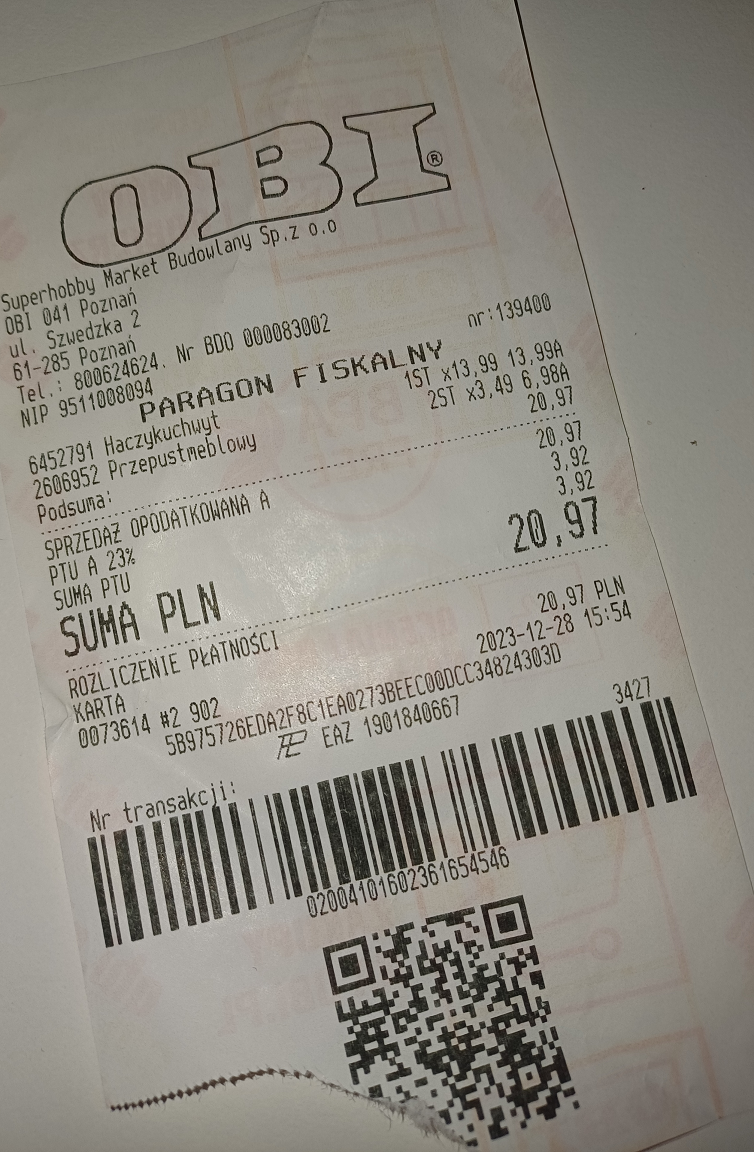 OBI®
Superhobby Market Budowlany Sp.z o.o
OBI 041 Poznań
ul. Szwedzka 2
61-285 Poznań
Tel.: 800624624. Nr BDO 000083002
NIP 9511008094 nr:139400
PARAGON FISKALNY
6452791 Haczykuchwyt 1ST x13,99 13,99A
2606952 Przepustmeblowy 2ST x3,49 6,98A
Podsuma: 20,97
SPRZEDAŻ OPODATKOWANA A 20,97
PTU A 23% 3,92
SUMA PTU 3,92
SUMA PLN 20,97
ROZLICZENIE PŁATNOŚCI
KARTA 20,97 PLN
0073614 #2 902 2023-12-28 15:54
5B975726EDA2F8C1EA0273BEEC00DCC34824303D
EAZ 1901840667
Nr transakcji: 3427
02004101602361654546